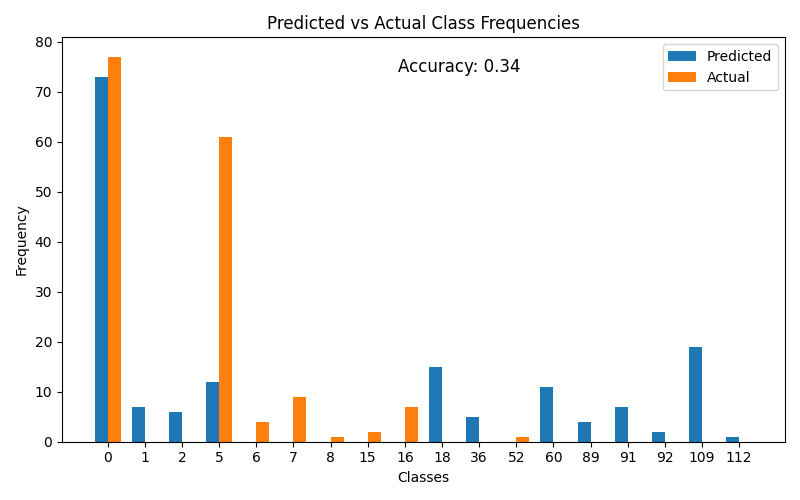 Predicted vs Actual Class Frequencies
80
70
60
50
40
30
20
10
0
Frequency
Accuracy: 0.34
Predicted
Actual
0 1 2 5 6 7 8 15 16 18 36 52 60 89 91 92 109 112
Classes